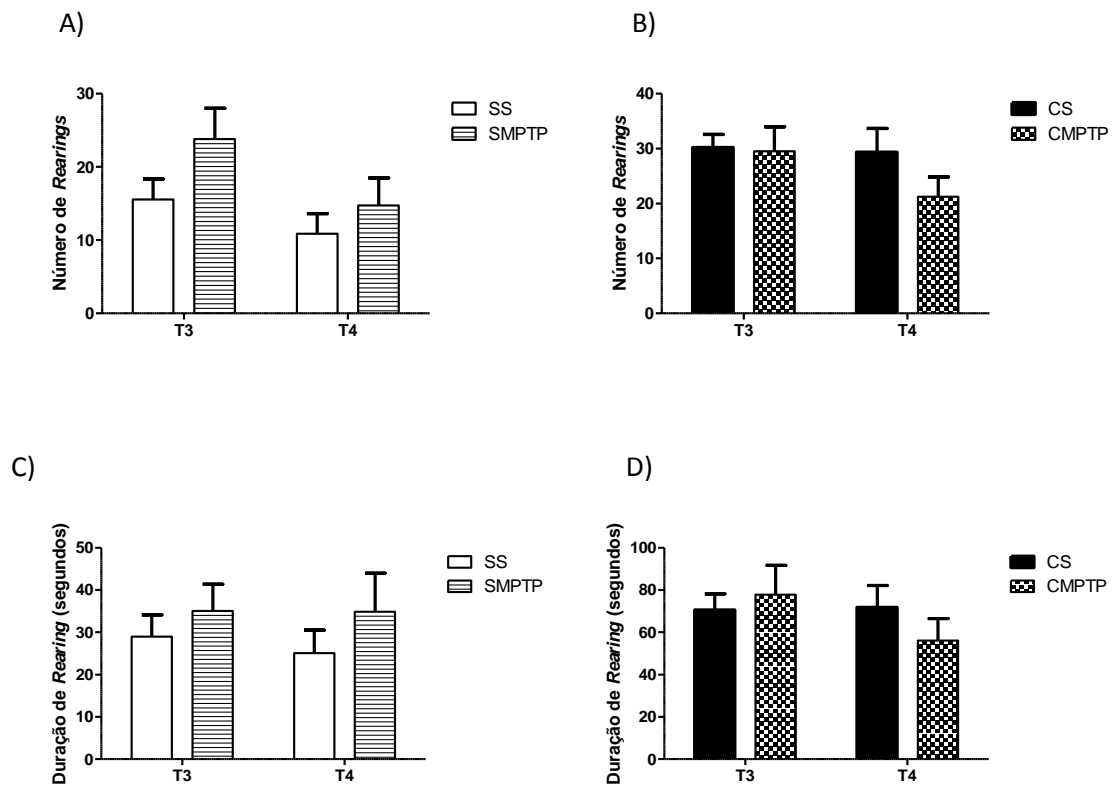 A)
Número de Rearings
30
20
10
0
T3
T4
SS
SMPTP
B)
Número de Rearings
40
30
20
10
0
T3
T4
CS
CMPTP
C)
Duração de Rearing (segundos)
50
40
30
20
10
0
T3
T4
SS
SMPTP
D)
Duração de Rearing (segundos)
100
80
60
40
20
0
T3
T4
CS
CMPTP